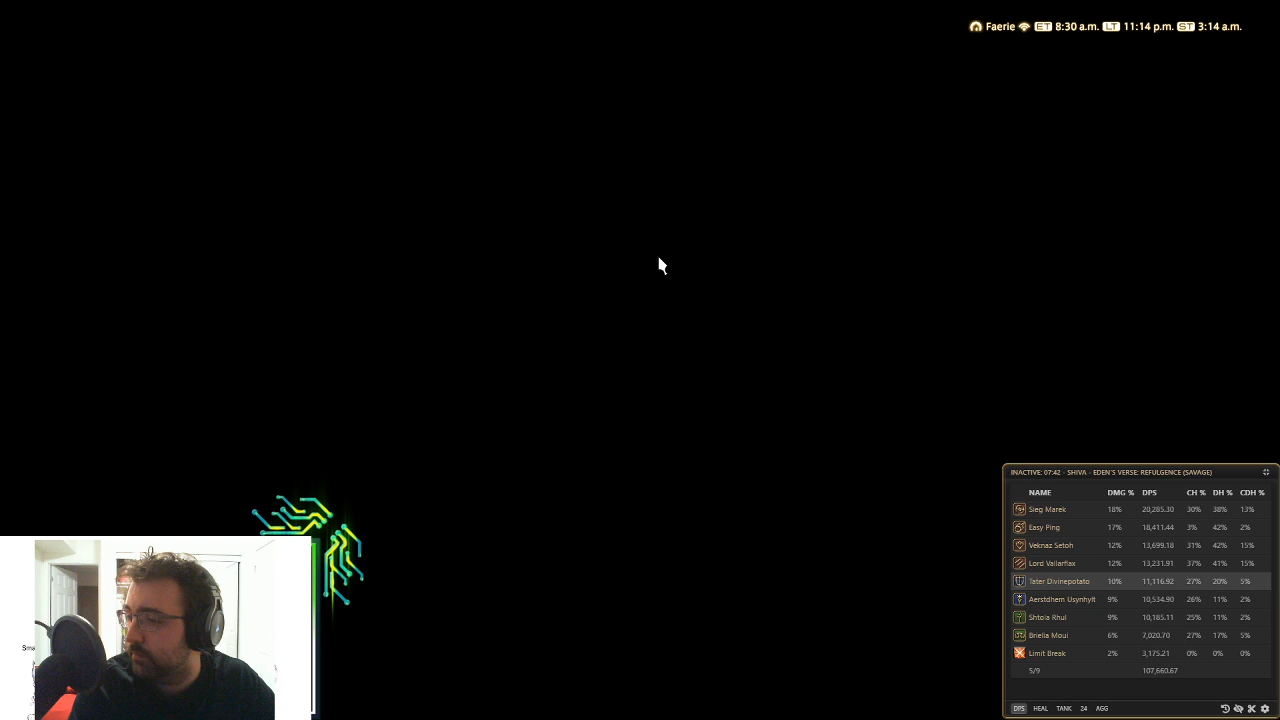 Faerie ET 8:30 a.m. LT 11:14 p.m. ST 3:14 a.m.
INACTIVE: 07:42 - SHIVA - EDEN'S VERSE: REFULGENCE (SAVAGE)
NAME DMG % DPS CH % DH % CDH %
Sieg Marek 18% 20,285.30 30% 38% 13%
Easy Ping 17% 18,411.44 3% 42% 2%
Veknaz Setoh 12% 13,699.18 31% 42% 15%
Lord Vallarflax 12% 13,231.91 37% 41% 15%
Tater Divinepotato 10% 11,116.92 27% 20% 5%
Aerstdhem Usynhylt 9% 10,534.90 26% 11% 2%
Shtola Rhul 9% 10,185.11 25% 11% 2%
Briella Moui 6% 7,020.70 27% 17% 5%
Limit Break 2% 3,175.21 0% 0% 0%
5/9 107,660.67
Sma
DPS HEAL TANK 24 AGG